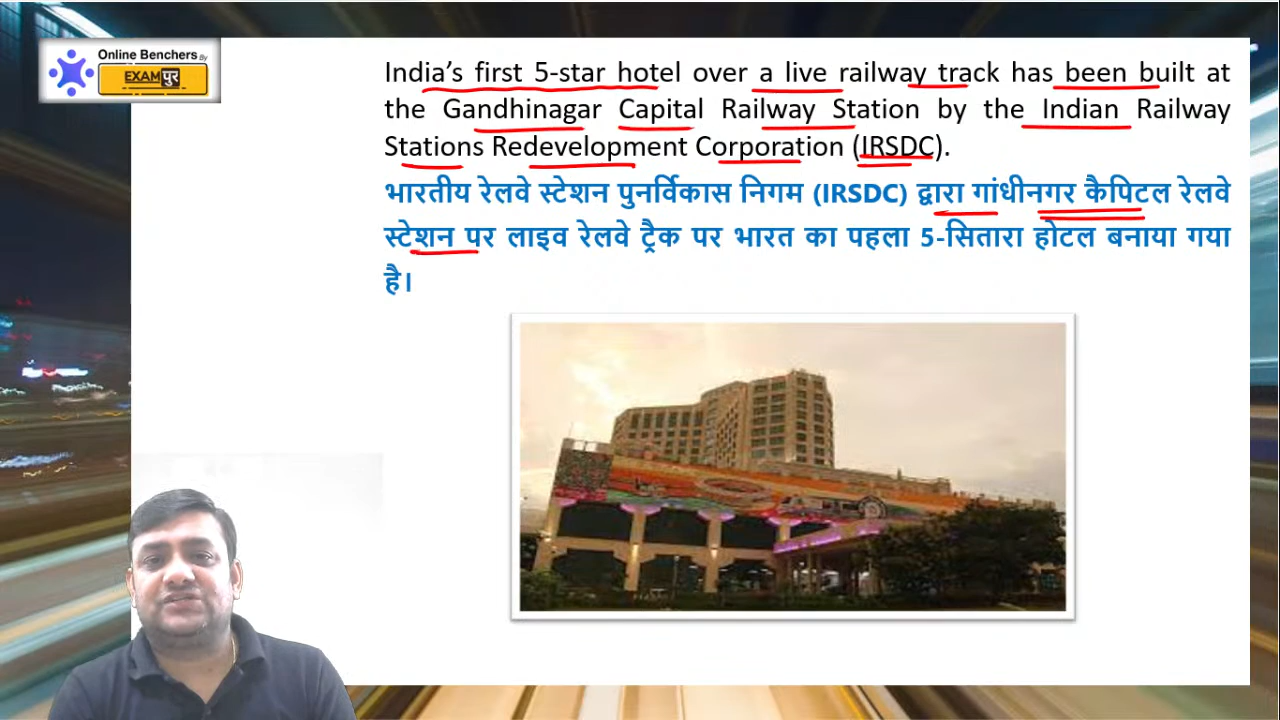 Online Benchers By
EXAMपुर
India’s first 5-star hotel over a live railway track has been built at
the Gandhinagar Capital Railway Station by the Indian Railway
Stations Redevelopment Corporation (IRSDC).
भारतीय रेलवे स्टेशन पुनर्विकास निगम (IRSDC) द्वारा गांधीनगर कैपिटल रेलवे
स्टेशन पर लाइव रेलवे ट्रैक पर भारत का पहला 5-सितारा होटल बनाया गया
है।